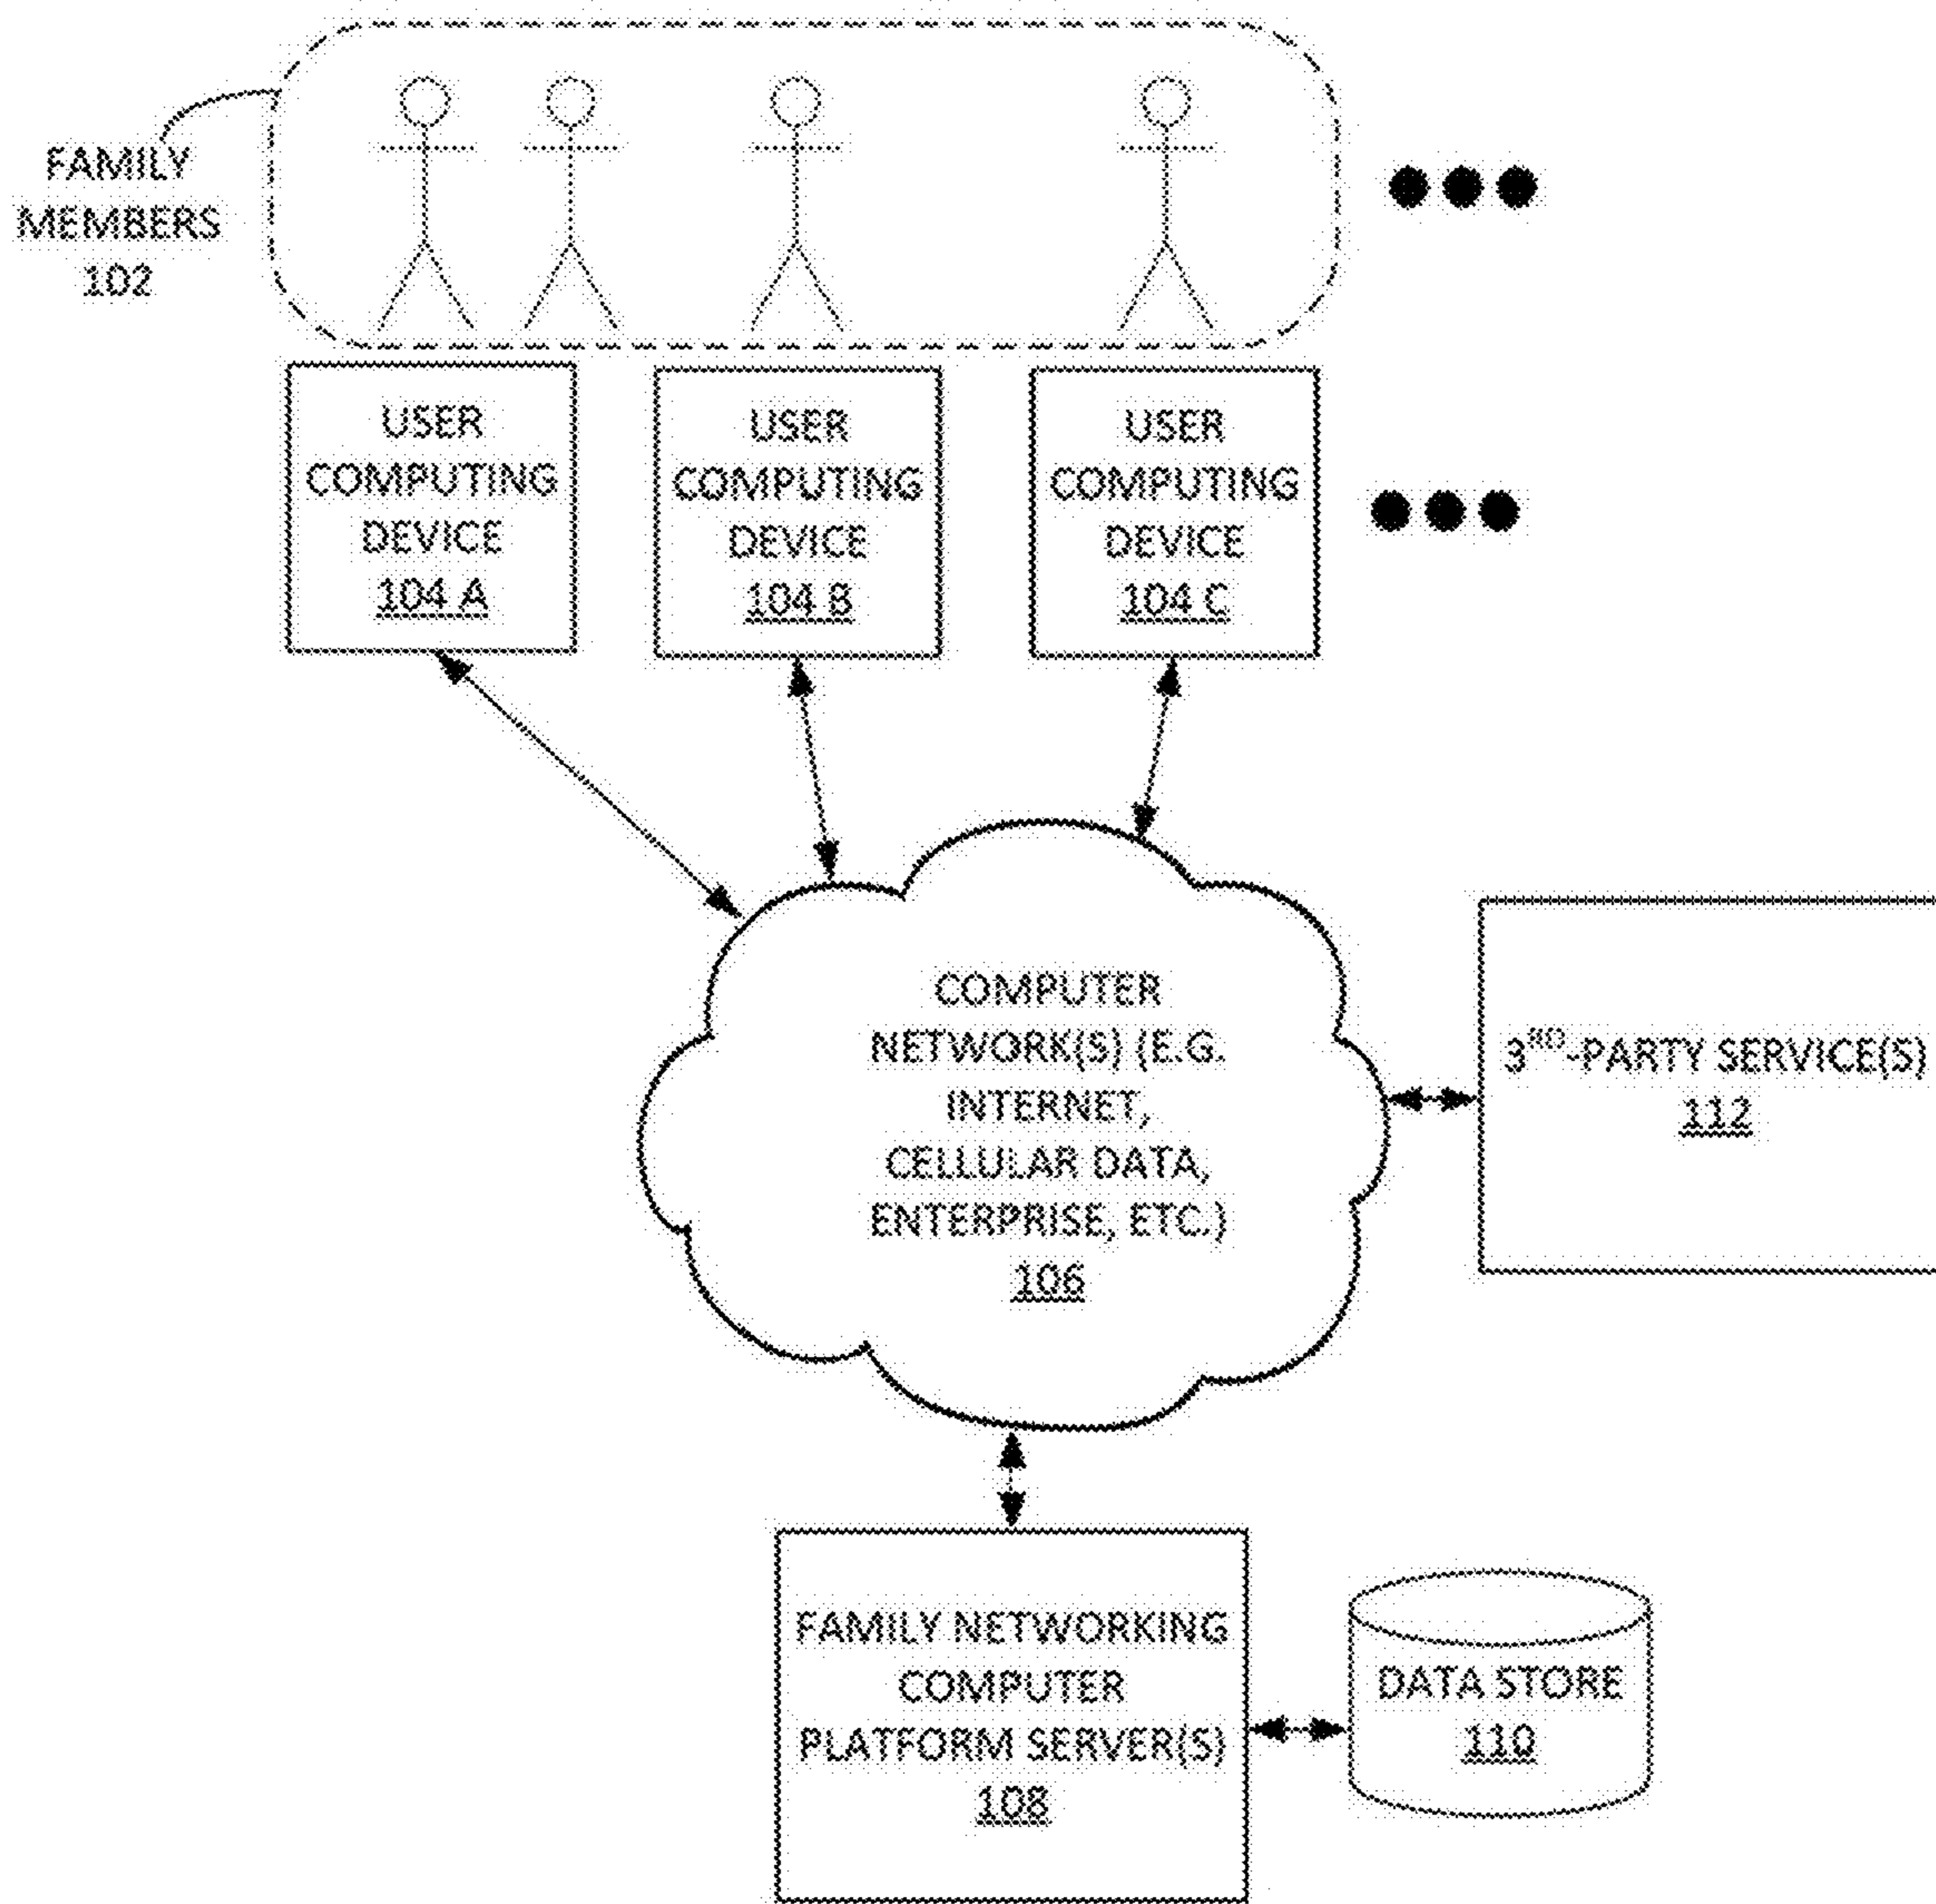 FAMILY
MEMBERS
102
USER
COMPUTING
DEVICE
104 A
USER
COMPUTING
DEVICE
104 B
USER
COMPUTING
DEVICE
104 C
COMPUTER
NETWORK(S) (E.G.
INTERNET,
CELLULAR DATA,
ENTERPRISE, ETC.)
106
3RD-PARTY SERVICE(S)
112
FAMILY NETWORKING
COMPUTER
PLATFORM SERVER(S)
108
DATA STORE
110